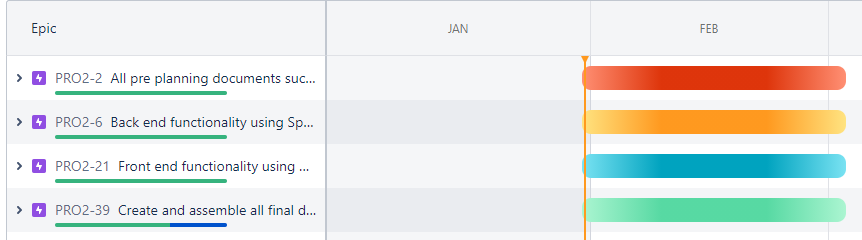 Epic JAN FEB
PRO2-2 All pre planning documents suc...
PRO2-6 Back end functionality using Sp...
PRO2-21 Front end functionality using ...
PRO2-39 Create and assemble all final d...